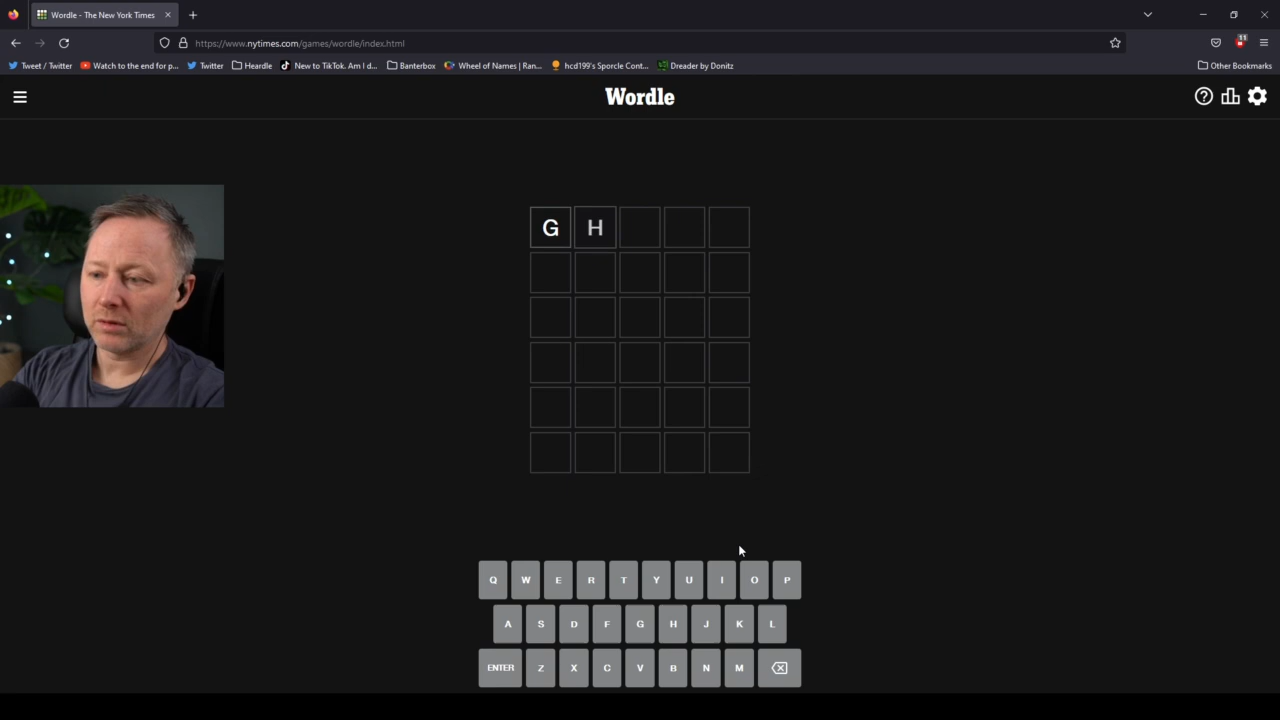 Wordle - The New York Times
https://www.nytimes.com/games/wordle/index.html
11
Tweet / Twitter Watch to the end for p... Twitter Heardle New to TikTok. Am I d... Banterbox Wheel of Names | Ran... hcd199's Sporcle Cont... Dreader by Donitz Other Bookmarks
Wordle
G H
Q W E R T Y U I O P
A S D F G H J K L
ENTER Z X C V B N M